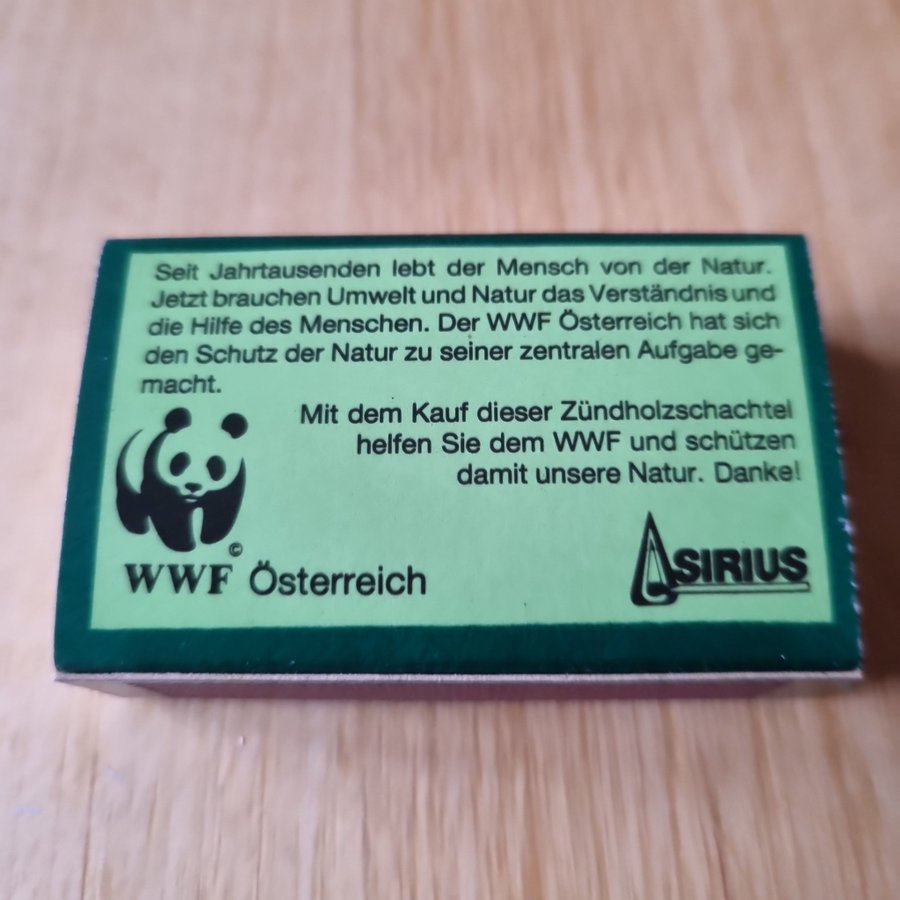 Seit Jahrtausenden lebt der Mensch von der Natur.
Jetzt brauchen Umwelt und Natur das Verständnis und
die Hilfe des Menschen. Der WWF Österreich hat sich
den Schutz der Natur zu seiner zentralen Aufgabe ge-
macht.
Mit dem Kauf dieser Zündholzschachtel
helfen Sie dem WWF und schützen
damit unsere Natur. Danke!
©
WWF Österreich
SIRIUS